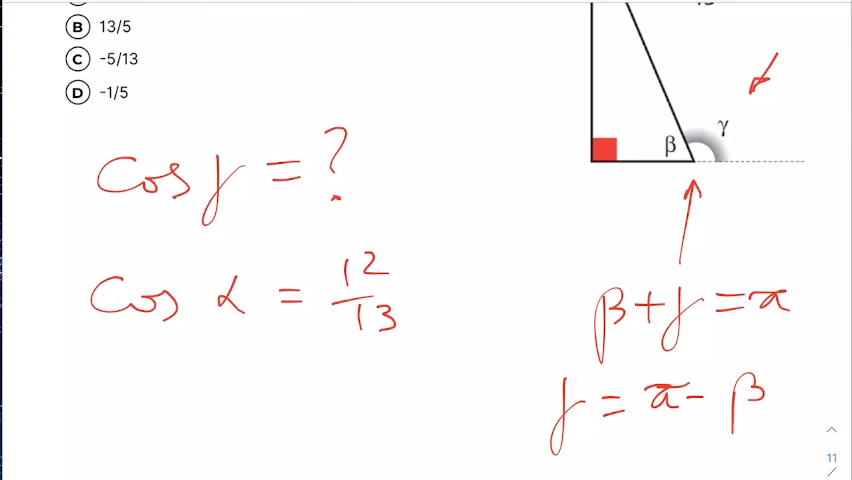 B 13/5
C -5/13
D -1/5
β γ
cos γ = ?
cos α = 12/13
β + γ = π
γ = π - β
11